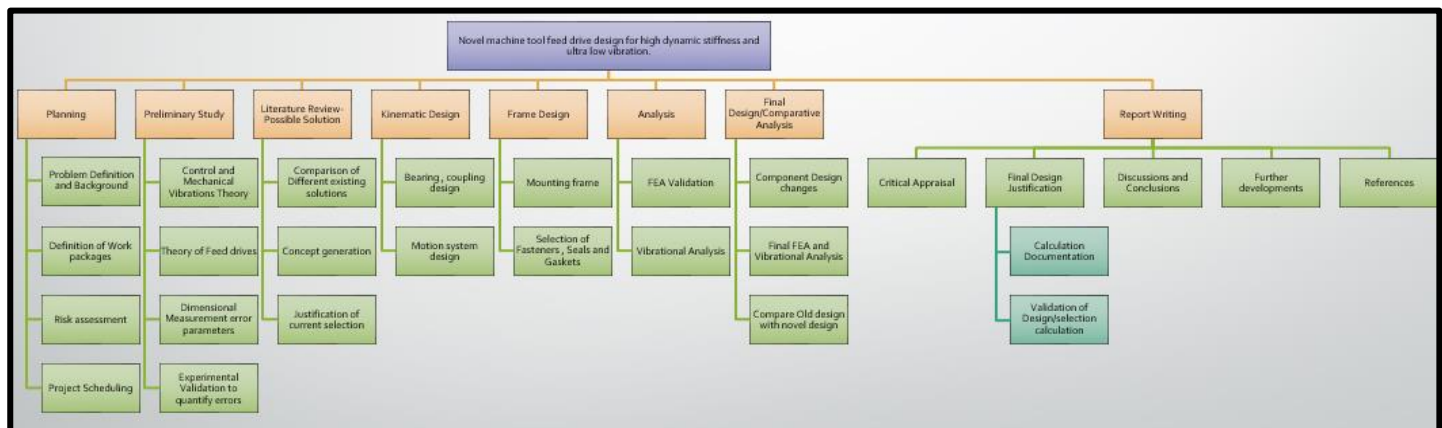 Novel machine tool feed drive design for high dynamic stiffness and
ultra low vibration.
Planning
Problem Definition
and Background
Definition of Work
packages
Risk assessment
Project Scheduling
Preliminary Study
Control and
Mechanical
Vibrations Theory
Theory of Feed drives
Dimensional
Measurement error
parameters
Experimental
Validation to
quantify errors
Literature Review-
Possible Solution
Comparison of
Different existing
solutions
Concept generation
Justification of
current selection
Kinematic Design
Bearing , coupling
design
Motion system
design
Frame Design
Mounting frame
Selection of
Fasteners , Seals and
Gaskets
Analysis
FEA Validation
Vibrational Analysis
Final
Design/Comparative
Analysis
Component Design
changes
Final FEA and
Vibrational Analysis
Compare Old design
with novel design
Report Writing
Critical Appraisal
Final Design
Justification
Calculation
Documentation
Validation of
Design/selection
calculation
Discussions and
Conclusions
Further
developments
References